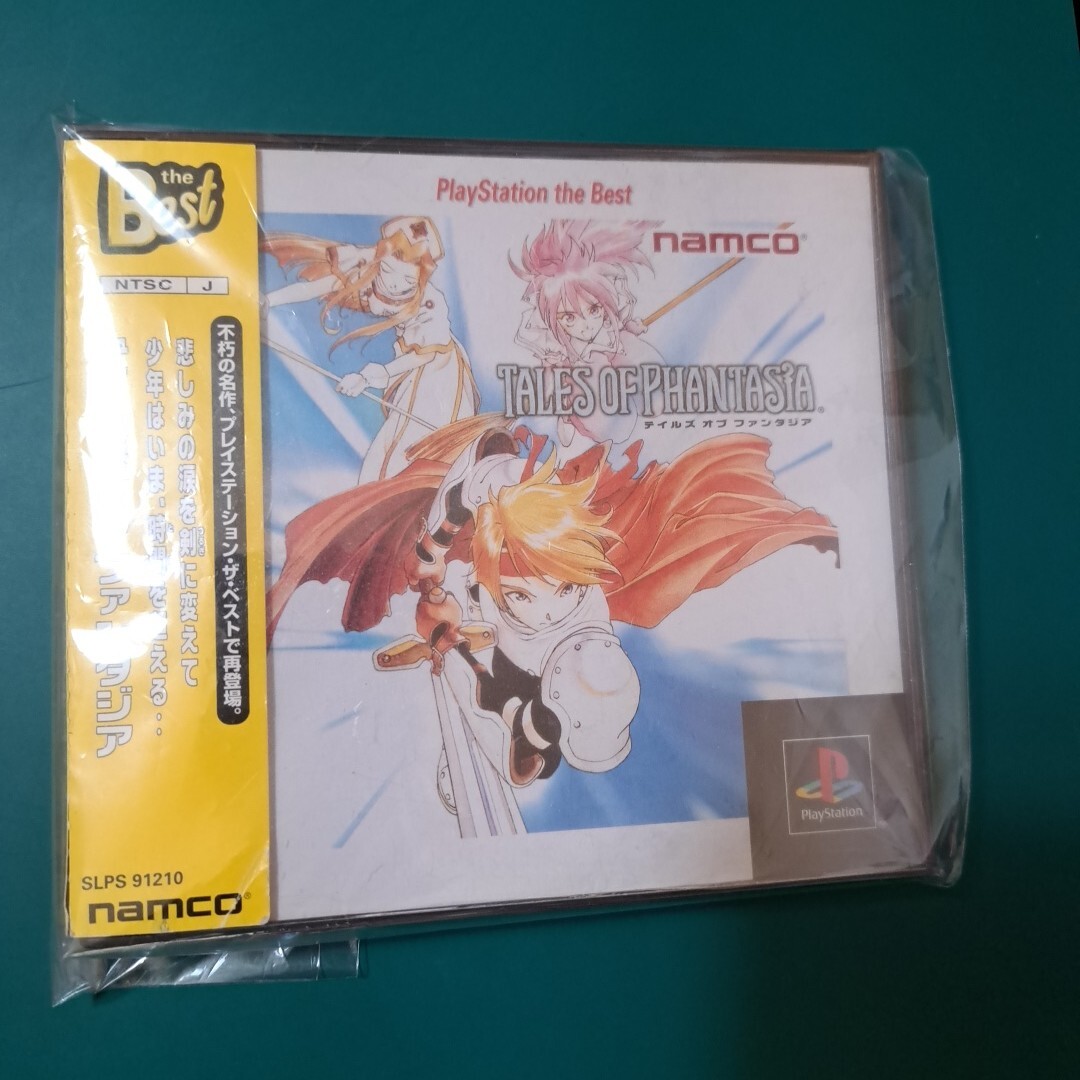 the
Best
NTSC J
不朽の名作、プレイステーション・ザ・ベストで再登場。
悲しみの涙を剣に変えて
少年はいま、時
SLPS 91210
namco
PlayStation the Best
namco
TALES OF PHANTASIA
テイルズ オブ ファンタジア
PlayStation